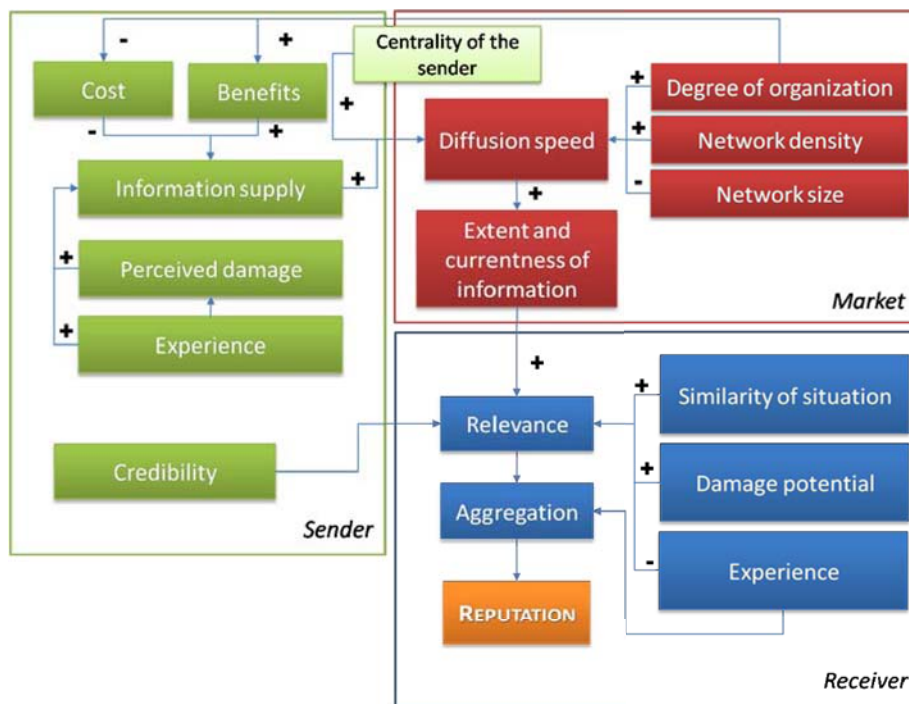 -
+
Centrality of the
sender
Cost
Benefits
-
+
+
Information supply
+
+
Perceived damage
+
Experience
Credibility
Sender
Diffusion speed
+
Degree of organization
+
Network density
-
Network size
+
Extent and
currentness of
information
Market
+
Relevance
+
Similarity of situation
+
Damage potential
Aggregation
-
Experience
REPUTATION
Receiver